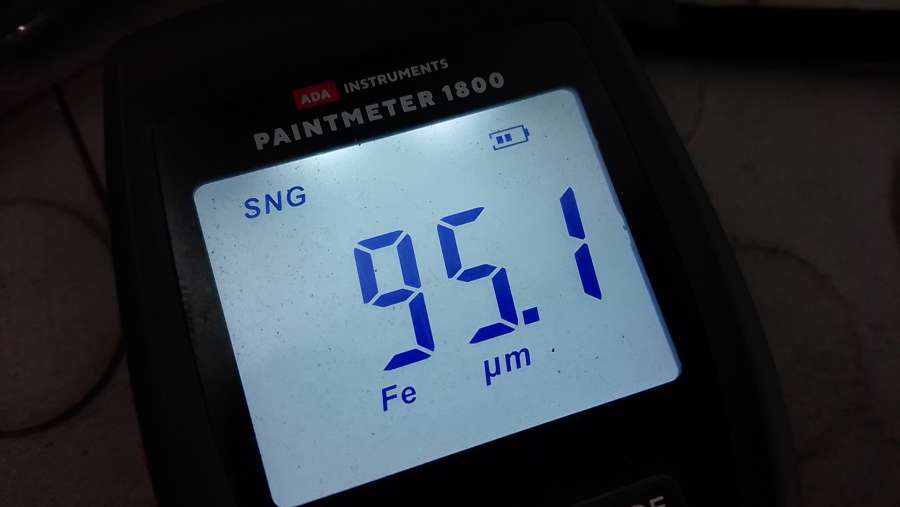 ADA INSTRUMENTS
PAINTMETER 1800
SNG
95.1
Fe µm